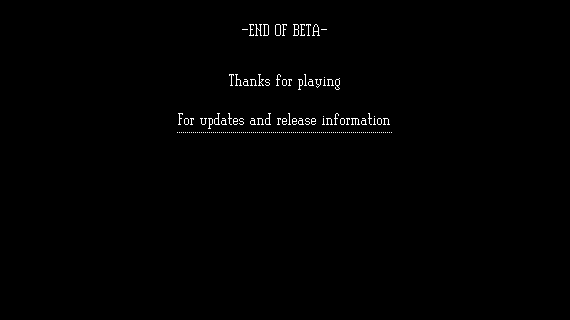 -END OF BETA-
Thanks for playing
For updates and release information